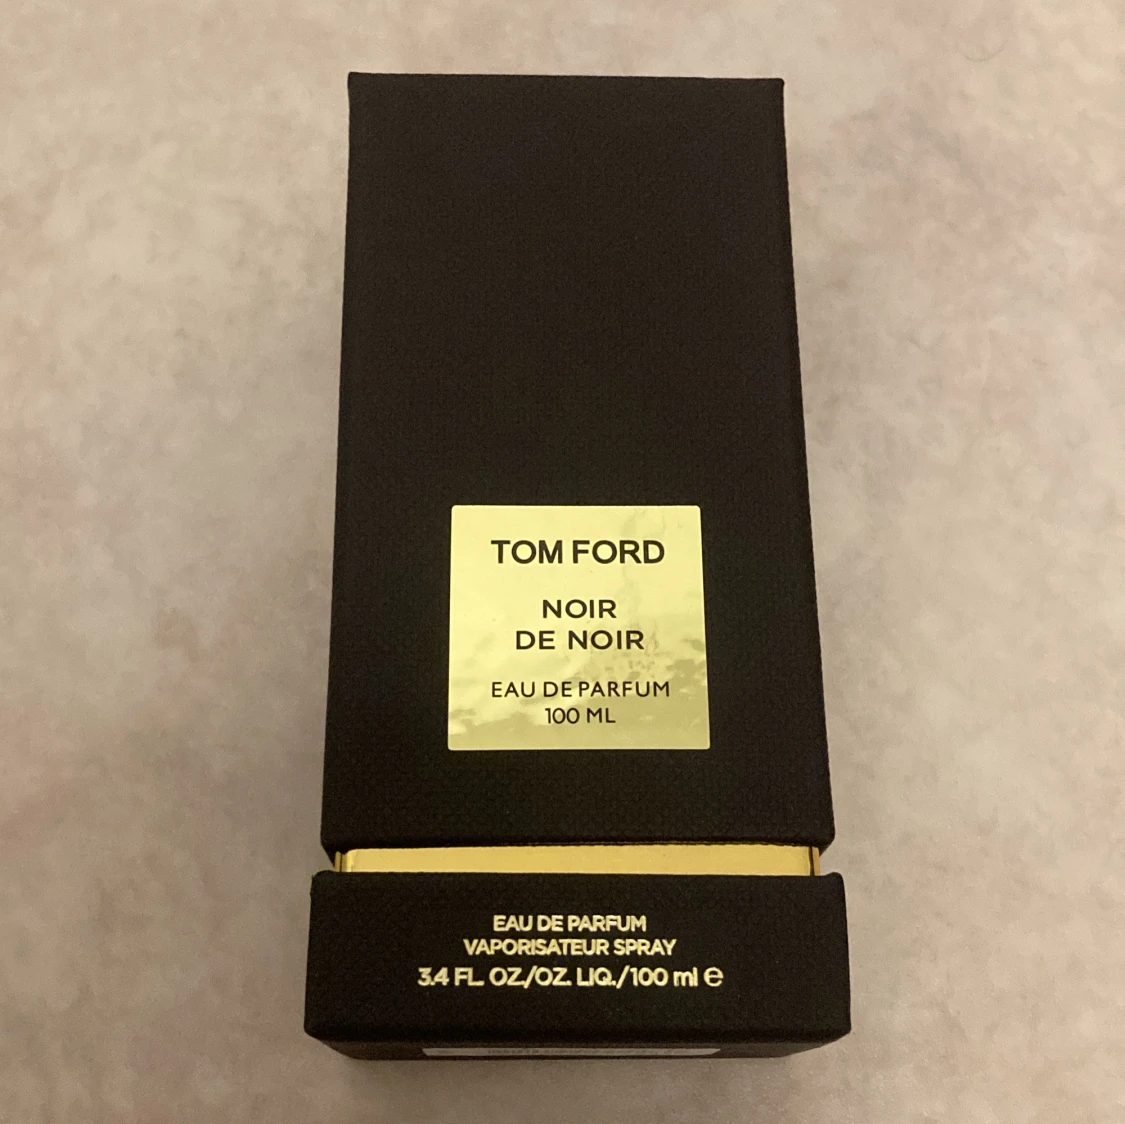 TOM FORD
NOIR
DE NOIR
EAU DE PARFUM
100 ML
EAU DE PARFUM
VAPORISATEUR SPRAY
3.4 FL. OZ./OZ. LIQ./100 ml ℮